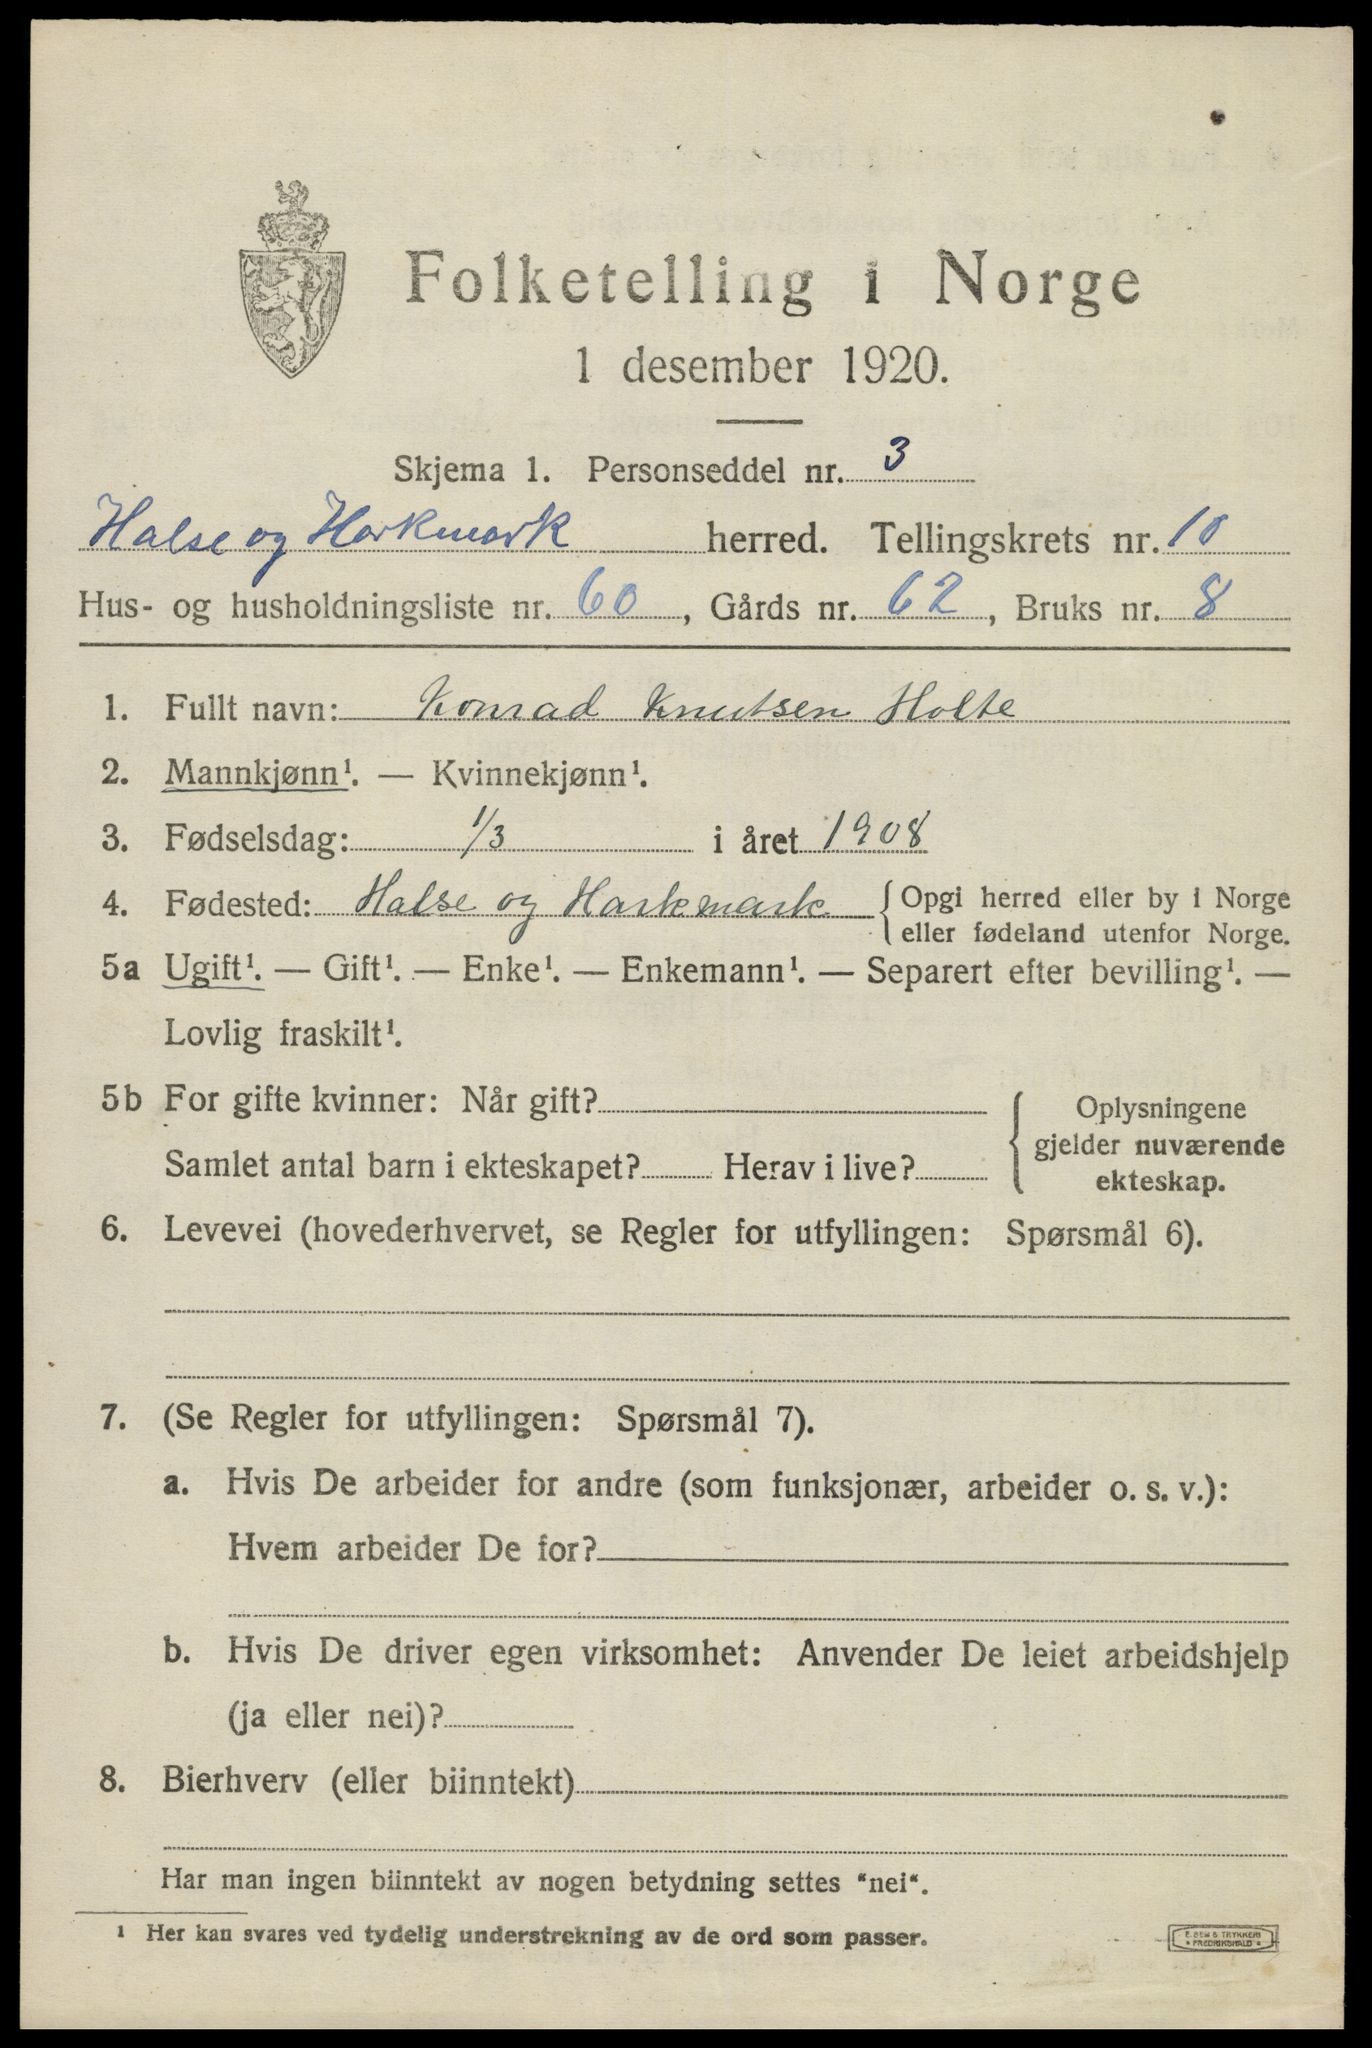 Folketelling i Norge
1 desember 1920.
Skjema 1. Personseddel nr. 3
Halse og Harkmark herred. Tellingskrets nr. 10
Hus- og husholdningsliste nr. 60, Gårds nr. 62, Bruks nr. 8
1. Fullt navn: Konrad Knutsen Holte
2. Mannkjønn¹. — Kvinnekjønn¹.
3. Fødselsdag: 1/3 i året 1908
4. Fødested: Halse og Harkmark { Opgi herred eller by i Norge
eller fødeland utenfor Norge.
5a Ugift¹. — Gift¹. — Enke¹. — Enkemann¹. — Separert efter bevilling¹. —
Lovlig fraskilt¹.
5b For gifte kvinner: Når gift?
Samlet antal barn i ekteskapet? Herav i live?
{ Oplysningene
gjelder nuværende
ekteskap.
6. Levevei (hovederhvervet, se Regler for utfyllingen: Spørsmål 6).
7. (Se Regler for utfyllingen: Spørsmål 7).
a. Hvis De arbeider for andre (som funksjonær, arbeider o. s. v.):
Hvem arbeider De for?
b. Hvis De driver egen virksomhet: Anvender De leiet arbeidshjelp
(ja eller nei)?
8. Bierhverv (eller biinntekt)
Har man ingen biinntekt av nogen betydning settes "nei".
¹ Her kan svares ved tydelig understrekning av de ord som passer.
TRYKKERI
FREDRIKSHALD